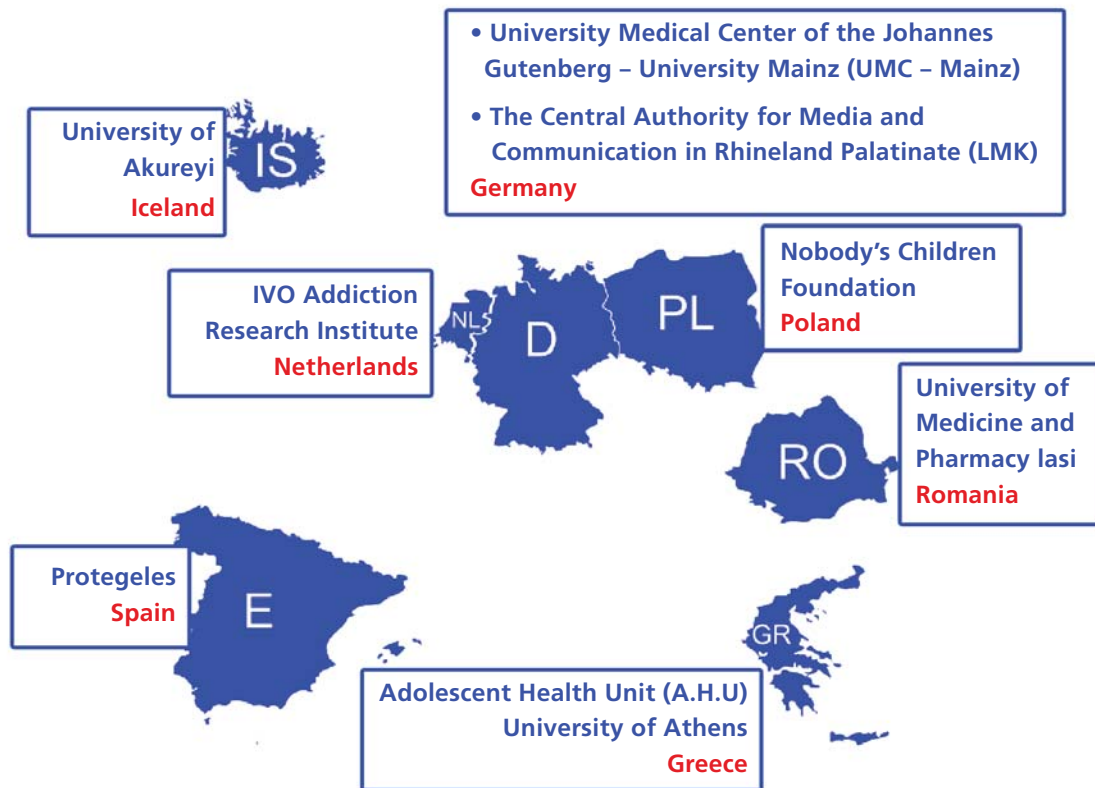 • University Medical Center of the Johannes
Gutenberg – University Mainz (UMC – Mainz)
• The Central Authority for Media and
Communication in Rhineland Palatinate (LMK)
Germany
University of
Akureyi
Iceland
IS
Nobody's Children
Foundation
Poland
IVO Addiction
Research Institute
Netherlands
NL
D
PL
University of
Medicine and
Pharmacy lasi
Romania
RO
Protegeles
Spain
E
GR
Adolescent Health Unit (A.H.U)
University of Athens
Greece